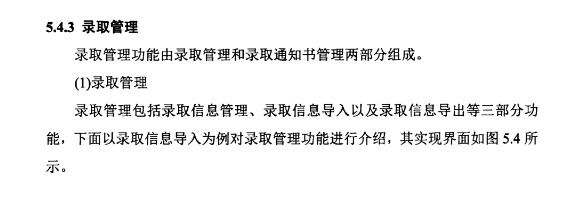 5.4.3 录取管理
录取管理功能由录取管理和录取通知书管理两部分组成。
(1)录取管理
录取管理包括录取信息管理、录取信息导入以及录取信息导出等三部分功
能，下面以录取信息导入为例对录取管理功能进行介绍，其实现界面如图 5.4 所
示。